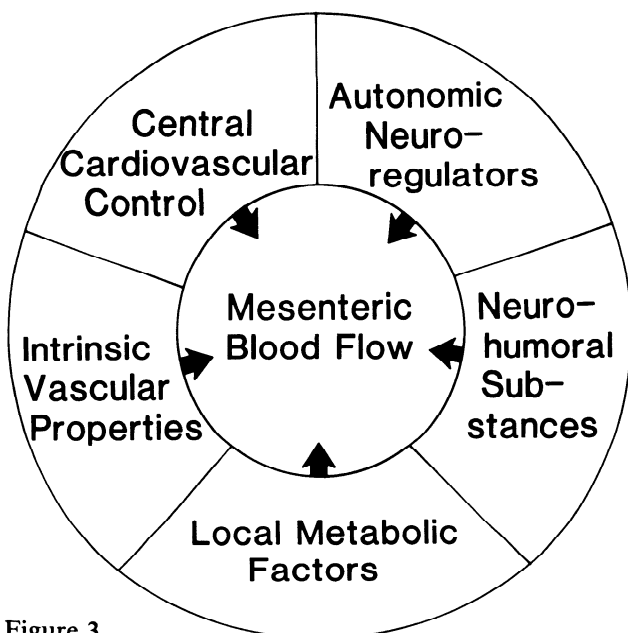 Central
Cardiovascular
Control
Autonomic
Neuro-
regulators
Mesenteric
Blood Flow
Neuro-
humoral
Sub-
stances
Intrinsic
Vascular
Properties
Local Metabolic
Factors
Figure 3